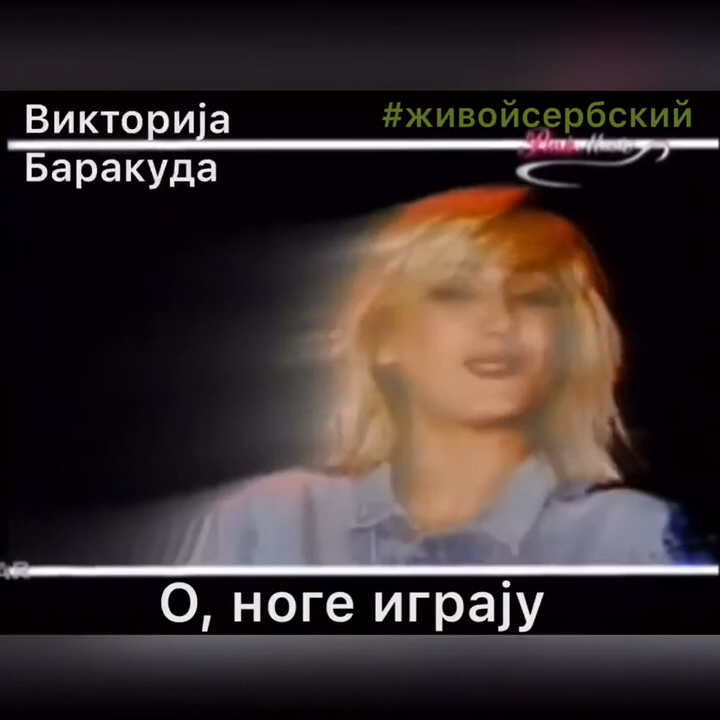 Викторија
#живойсербский
Баракуда
О, ноге играју